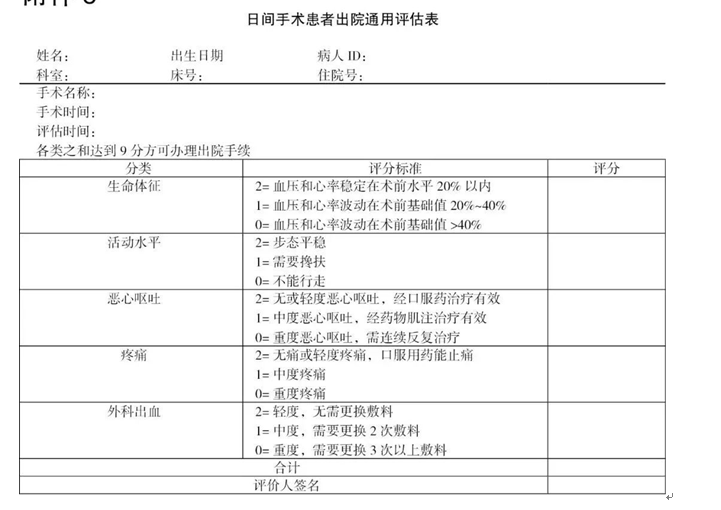 日间手术患者出院通用评估表
姓名： 出生日期 病人 ID：
科室： 床号： 住院号：
手术名称：
手术时间：
评估时间：
各类之和达到 9 分方可办理出院手续
分类 评分标准 评分
生命体征 2= 血压和心率稳定在术前水平 20% 以内
1= 血压和心率波动在术前基础值 20%~40%
0= 血压和心率波动在术前基础值 >40%
活动水平 2= 步态平稳
1= 需要搀扶
0= 不能行走
恶心呕吐 2= 无或轻度恶心呕吐，经口服药治疗有效
1= 中度恶心呕吐，经药物肌注治疗有效
0= 重度恶心呕吐，需连续反复治疗
疼痛 2= 无痛或轻度疼痛，口服用药能止痛
1= 中度疼痛
0= 重度疼痛
外科出血 2= 轻度，无需更换敷料
1= 中度，需要更换 2 次敷料
0= 重度，需要更换 3 次以上敷料
合计
评价人签名